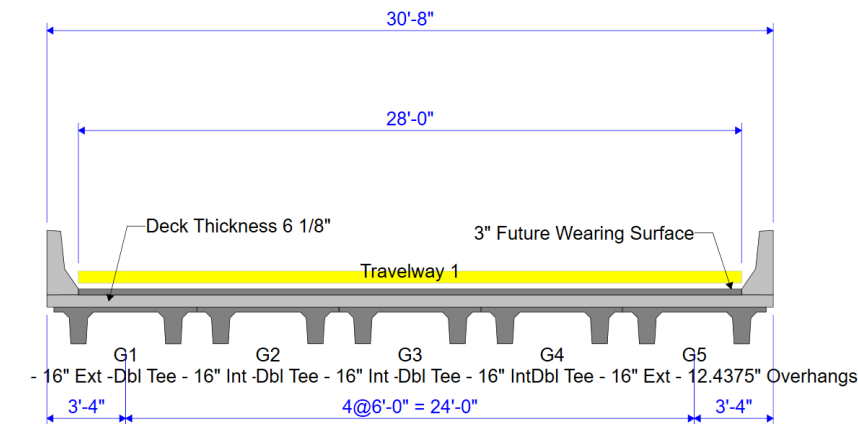 30'-8"
28'-0"
Deck Thickness 6 1/8"
3" Future Wearing Surface
Travelway 1
G1 G2 G3 G4 G5
- 16" Ext -Dbl Tee - 16" Int -Dbl Tee - 16" Int -Dbl Tee - 16" IntDbl Tee - 16" Ext - 12.4375" Overhangs
3'-4" 4@6'-0" = 24'-0" 3'-4"